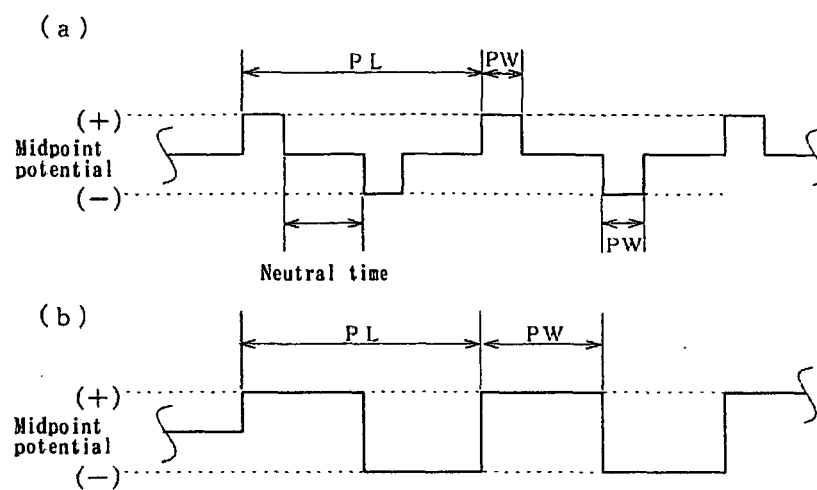 (a)
PL
PW
(+)
Midpoint
potential
(−)
PW
Neutral time
(b)
PL
PW
(+)
Midpoint
potential
(−)